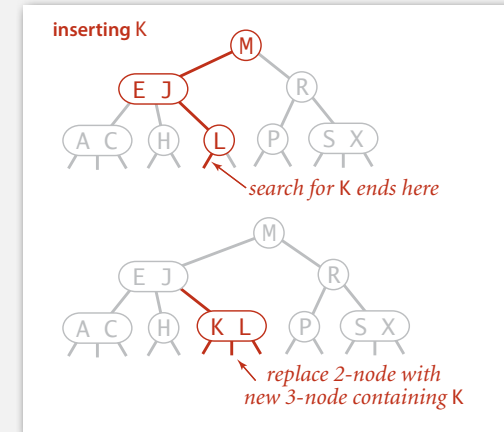 inserting K
M
E J
R
A C
H
L
P
S X
search for K ends here
M
E J
R
A C
H
K L
P
S X
replace 2-node with
new 3-node containing K